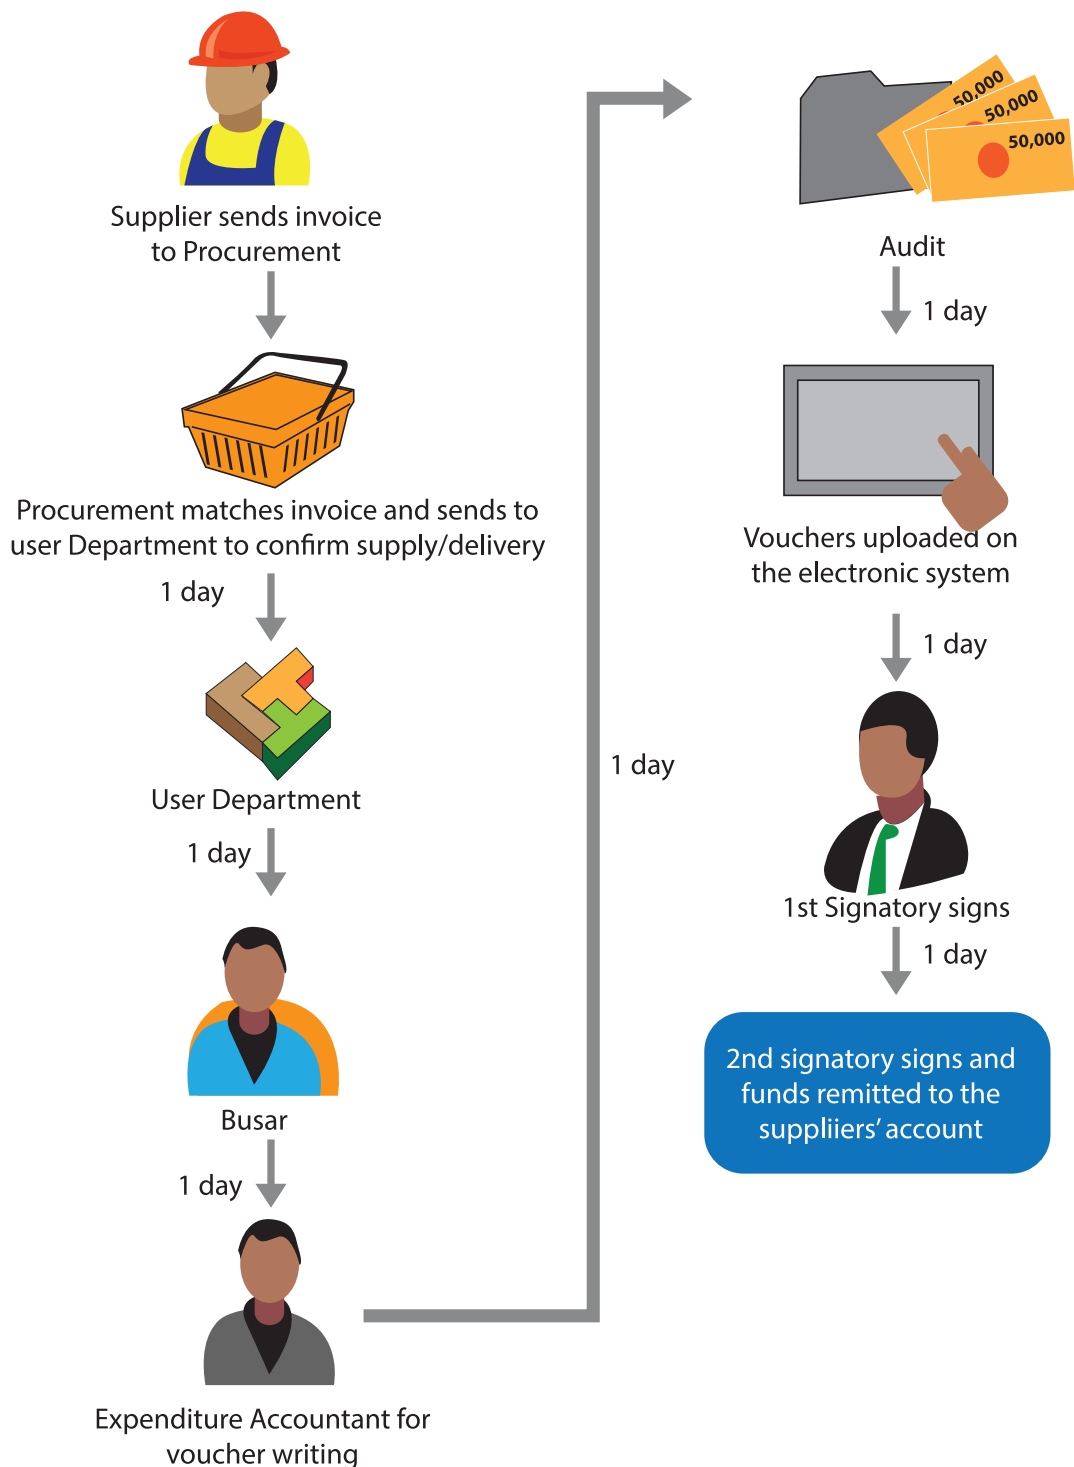 Supplier sends invoice
to Procurement
Procurement matches invoice and sends to
user Department to confirm supply/delivery
1 day
User Department
1 day
Busar
1 day
Expenditure Accountant for
voucher writing
1 day
50,000
50,000
50,000
Audit
1 day
Vouchers uploaded on
the electronic system
1 day
1st Signatory signs
1 day
2nd signatory signs and
funds remitted to the
suppliiers’ account